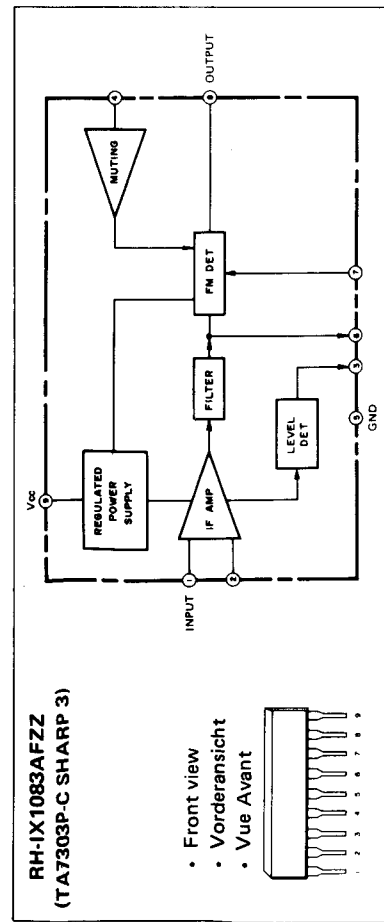 RH-IX1083AFZZ
(TA7303P-C SHARP 3)
• Front view
• Vorderansicht
• Vue Avant
1 2 3 4 5 6 7 8 9
Vcc
9
REGULATED
POWER
SUPPLY
MUTING
4
INPUT
1
2
IF AMP
FILTER
FM DET
8
OUTPUT
LEVEL
DET
5
GND
3
6
7